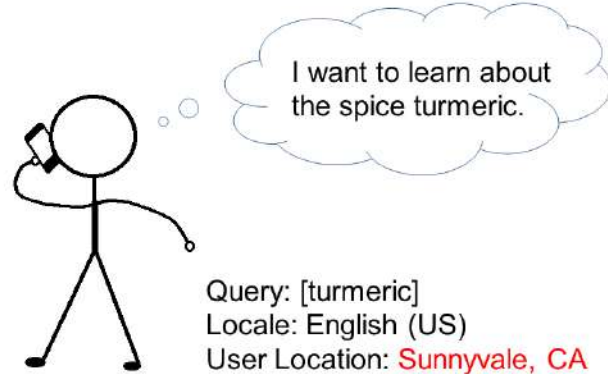 I want to learn about
the spice turmeric.
Query: [turmeric]
Locale: English (US)
User Location: Sunnyvale, CA